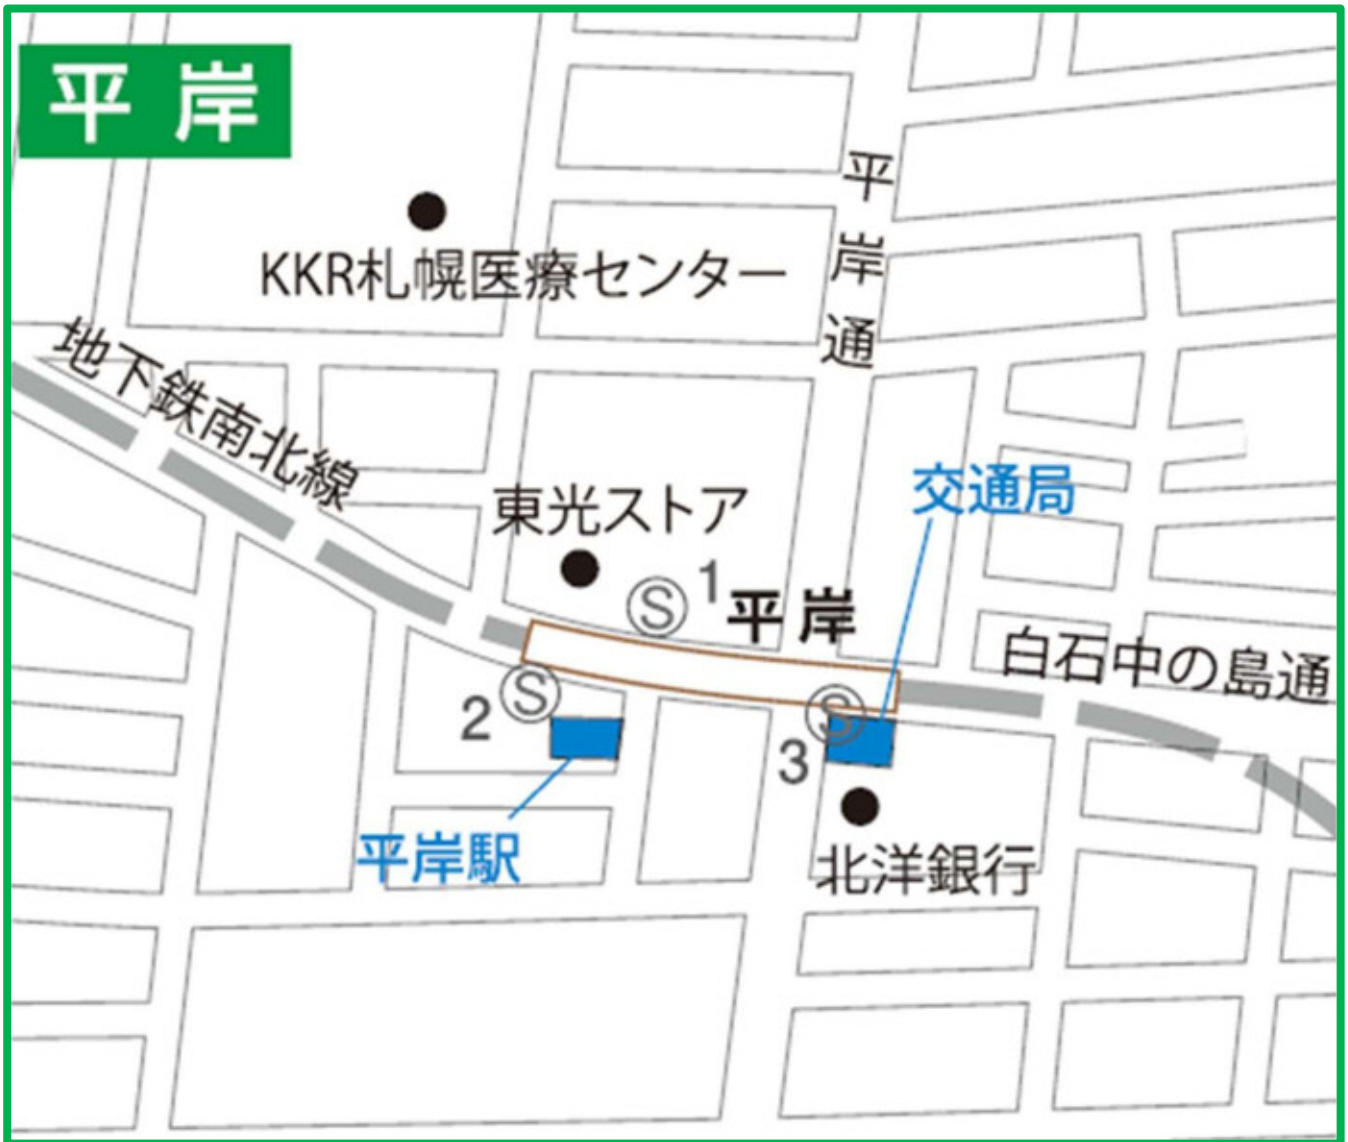 平岸
平岸通
KKR札幌医療センター
地下鉄南北線
交通局
東光ストア
S
1
平岸
白石中の島通
S
2
S
3
平岸駅
北洋銀行